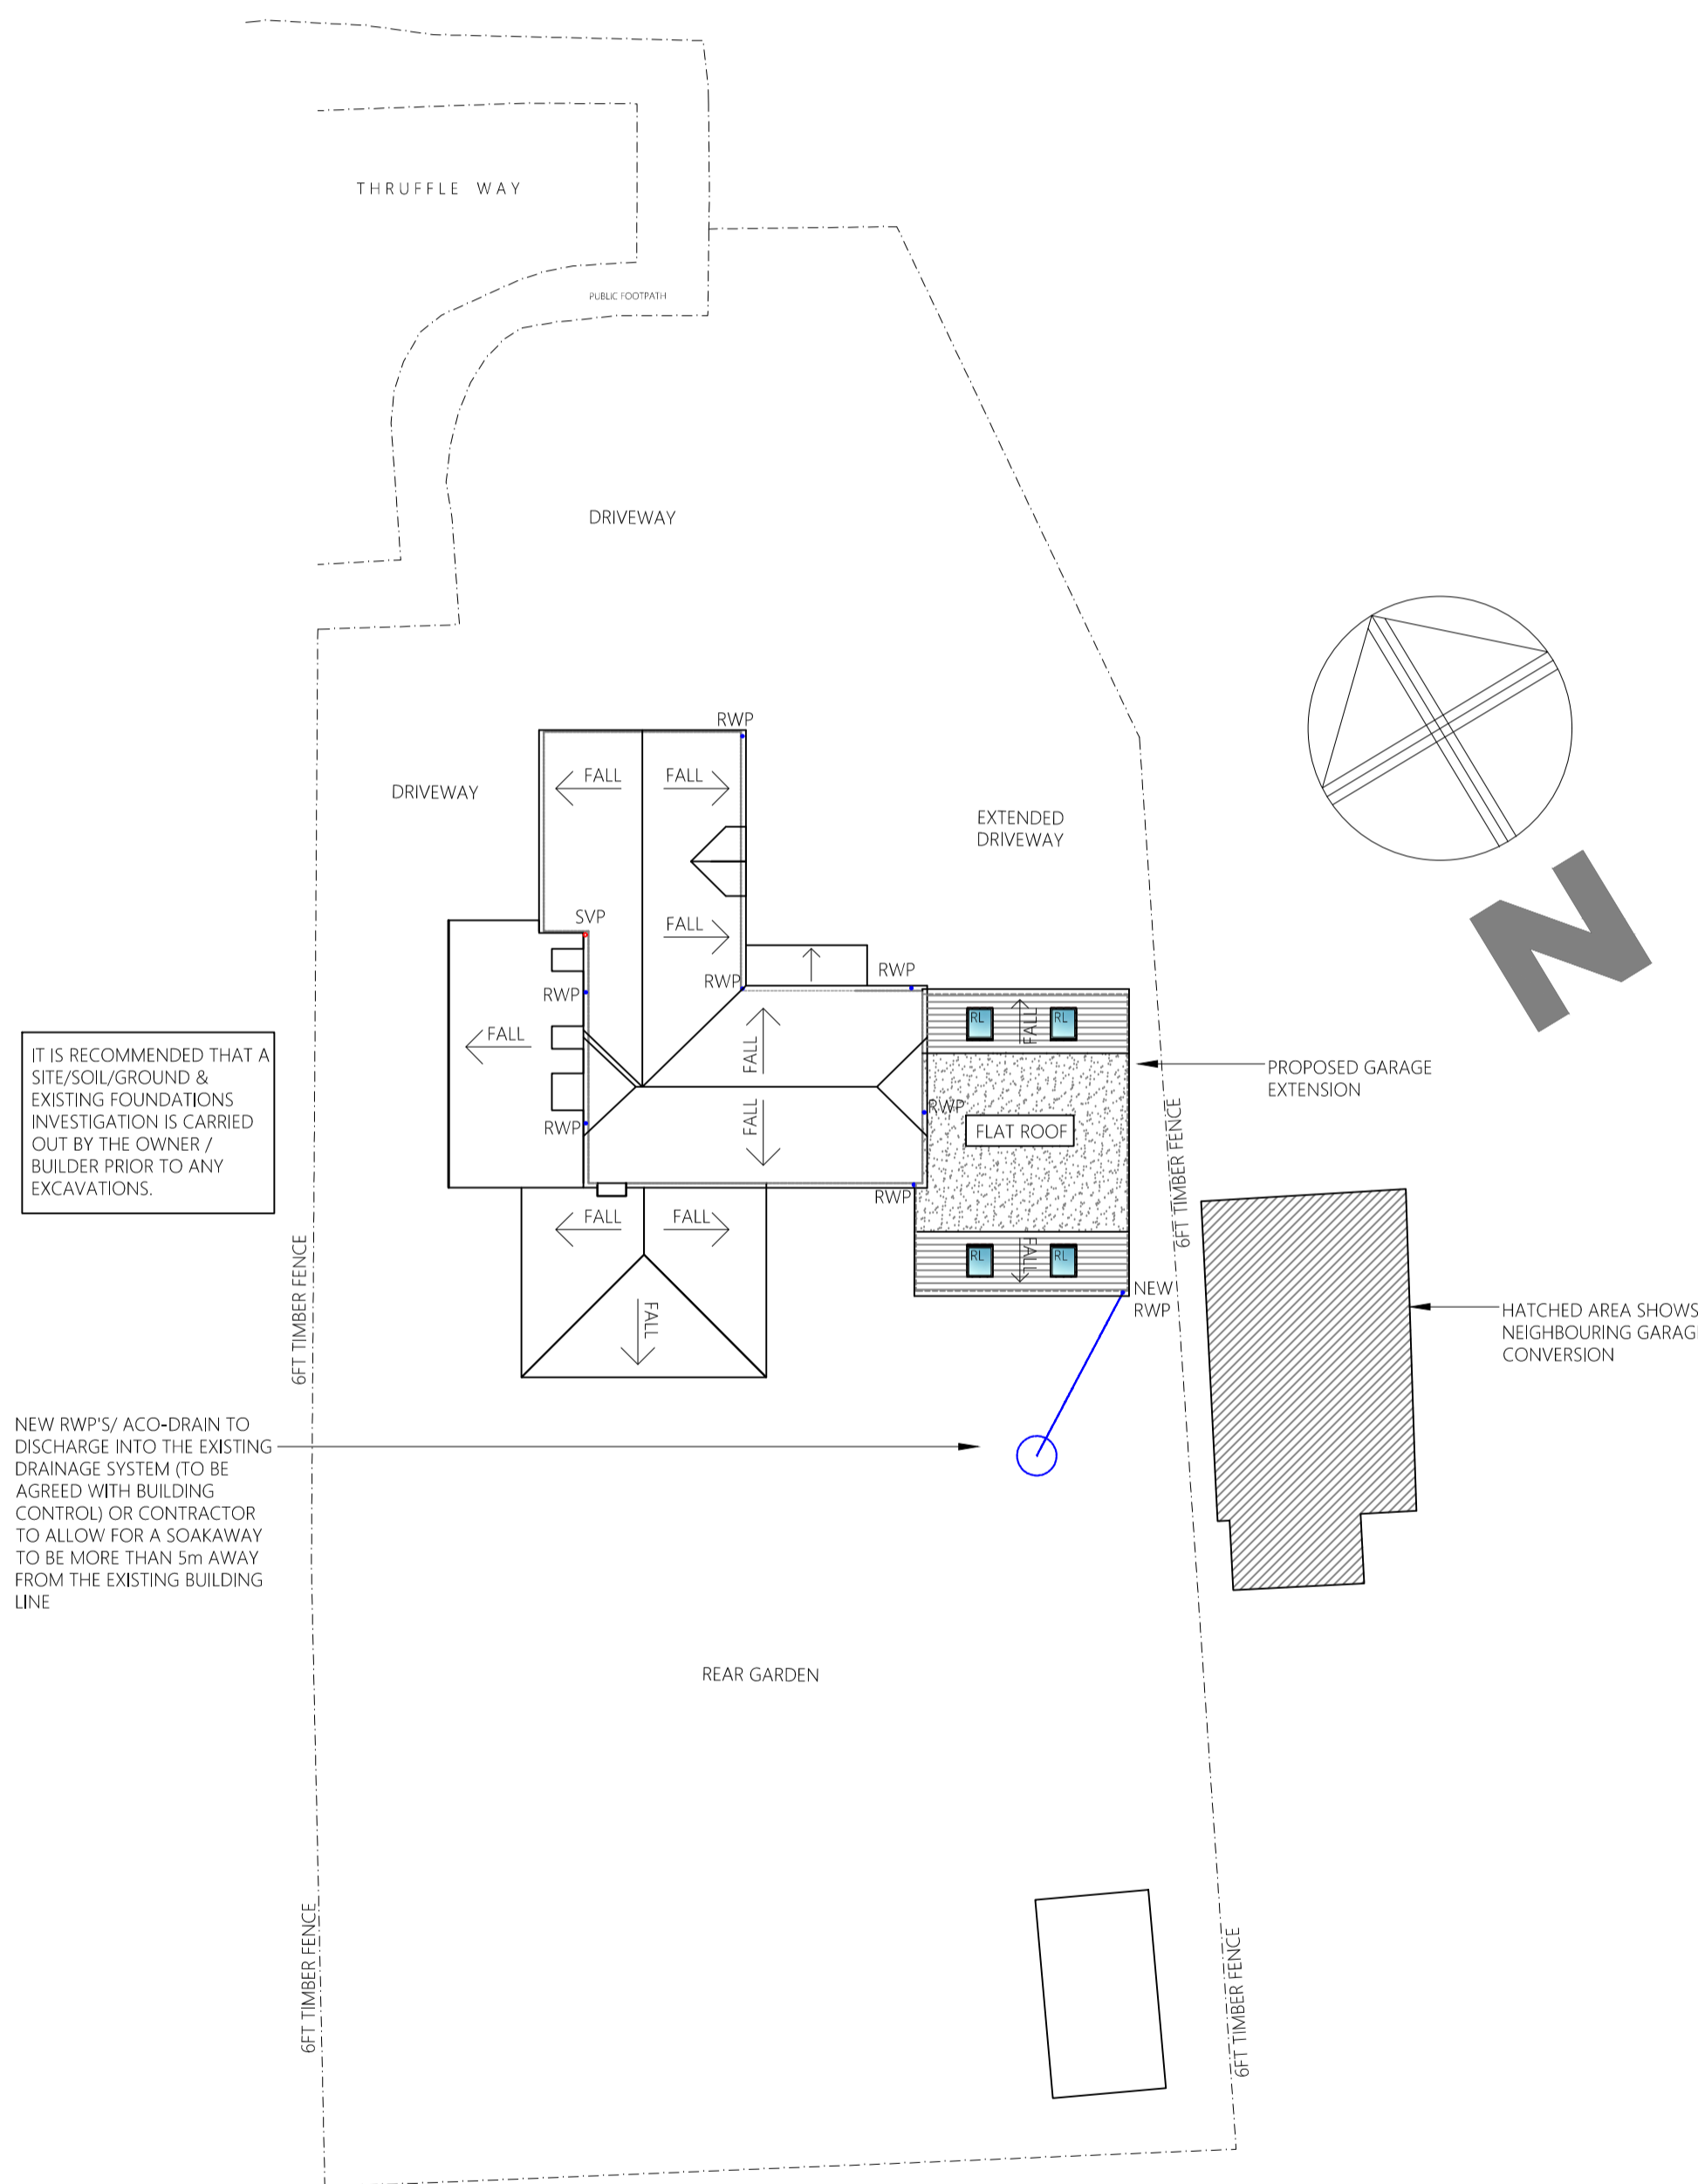 THRUFFLE WAY
PUBLIC FOOTPATH
DRIVEWAY
RWP
FALL
FALL
DRIVEWAY
EXTENDED
DRIVEWAY
N
SVP
FALL
RWP
RWP
RWP
RL
RL
FALL
FALL
FALL
IT IS RECOMMENDED THAT A
SITE/SOIL/GROUND &
EXISTING FOUNDATIONS
INVESTIGATION IS CARRIED
OUT BY THE OWNER /
BUILDER PRIOR TO ANY
EXCAVATIONS.
PROPOSED GARAGE
EXTENSION
RWP
RWP
FALL
FLAT ROOF
6FT TIMBER FENCE
RWP
FALL
FALL
RL
RL
FALL
6FT TIMBER FENCE
NEW
RWP
FALL
HATCHED AREA SHOWS
NEIGHBOURING GARAGE
CONVERSION
NEW RWP'S/ ACO-DRAIN TO
DISCHARGE INTO THE EXISTING
DRAINAGE SYSTEM (TO BE
AGREED WITH BUILDING
CONTROL) OR CONTRACTOR
TO ALLOW FOR A SOAKAWAY
TO BE MORE THAN 5m AWAY
FROM THE EXISTING BUILDING
LINE
REAR GARDEN
6FT TIMBER FENCE
6FT TIMBER FENCE